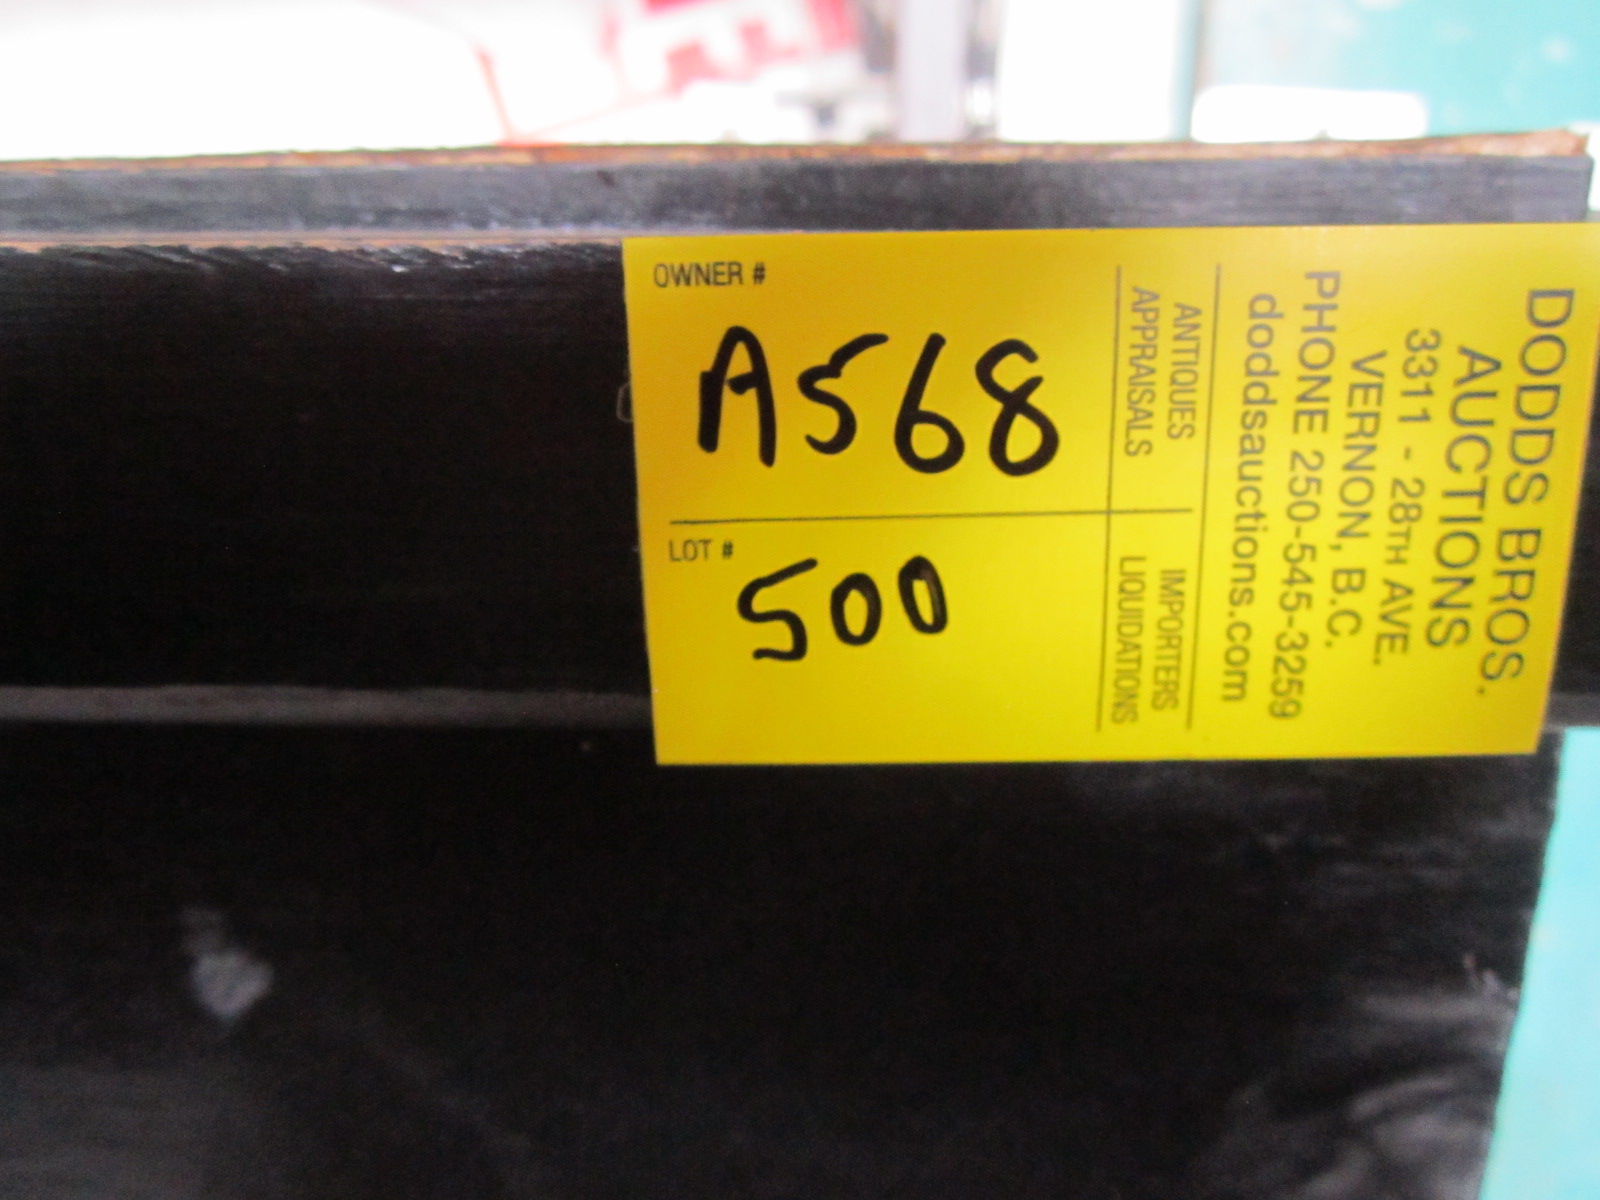 OWNER #
A568
LOT #
500
ANTIQUES
APPRAISALS
IMPORTERS
LIQUIDATIONS
DODDS BROS.
AUCTIONS
3311 - 28TH AVE.
VERNON, B.C.
PHONE 250-545-3259
doddsauctions.com